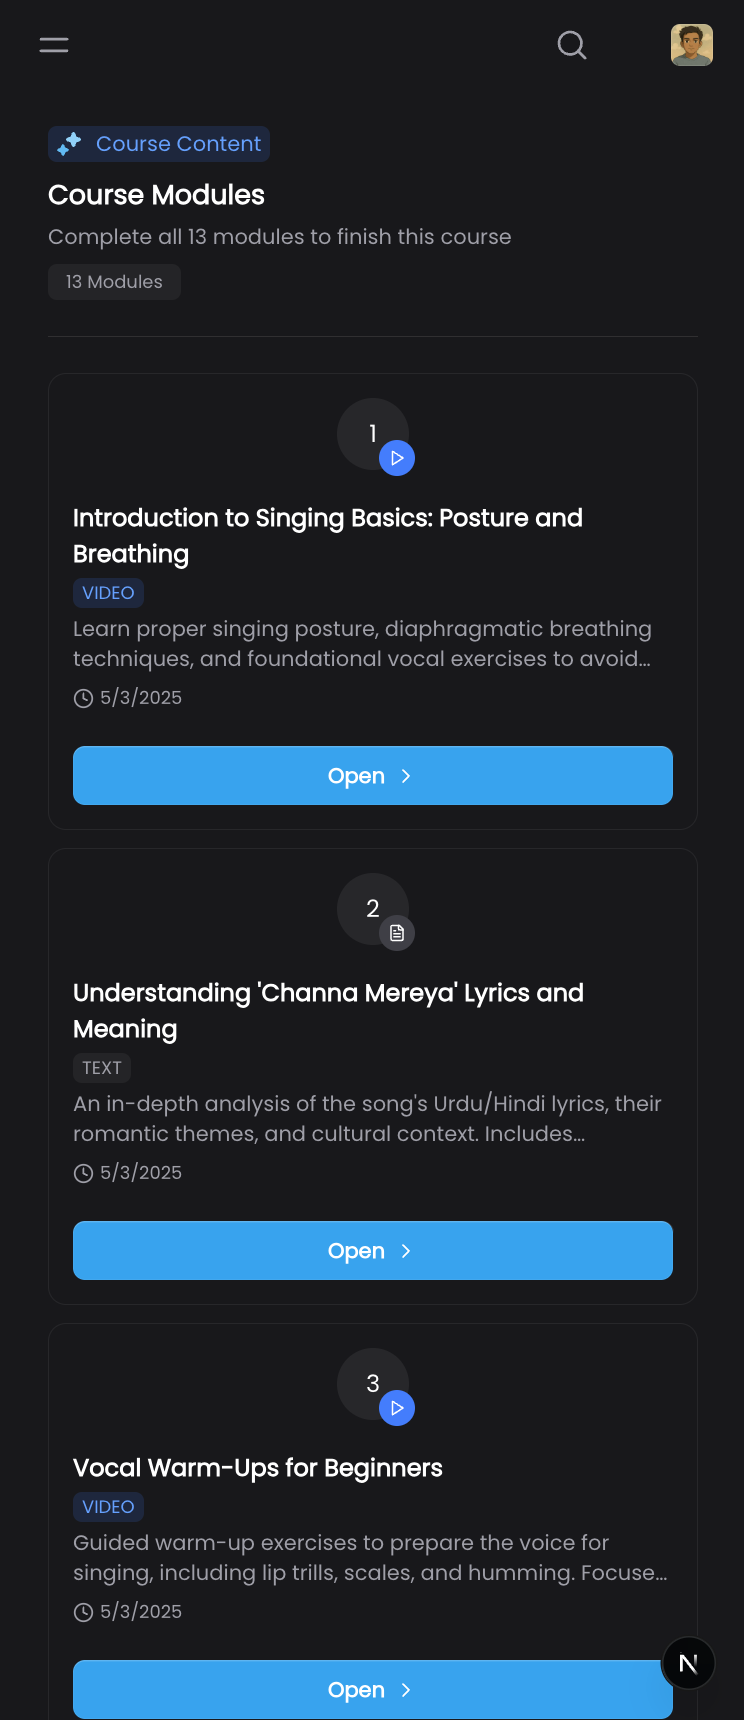 Course Content
Course Modules
Complete all 13 modules to finish this course
13 Modules
1
Introduction to Singing Basics: Posture and
Breathing
VIDEO
Learn proper singing posture, diaphragmatic breathing
techniques, and foundational vocal exercises to avoid...
5/3/2025
Open
2
Understanding 'Channa Mereya' Lyrics and
Meaning
TEXT
An in-depth analysis of the song's Urdu/Hindi lyrics, their
romantic themes, and cultural context. Includes...
5/3/2025
Open
3
Vocal Warm-Ups for Beginners
VIDEO
Guided warm-up exercises to prepare the voice for
singing, including lip trills, scales, and humming. Focuse...
5/3/2025
N
Open